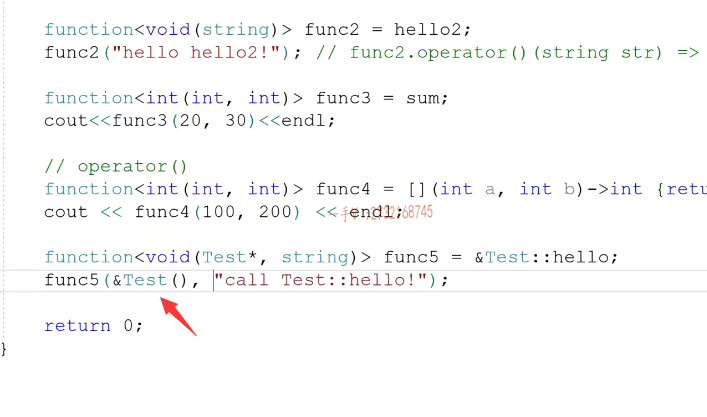 function<void(string)> func2 = hello2;
func2("hello hello2!"); // func2.operator()(string str) =>
function<int(int, int)> func3 = sum;
cout<<func3(20, 30)<<endl;
// operator()
function<int(int, int)> func4 = [](int a, int b)->int {retu
cout << func4(100, 200) << endl;
function<void(Test*, string)> func5 = &Test::hello;
func5(&Test(), "call Test::hello!");
return 0;
}